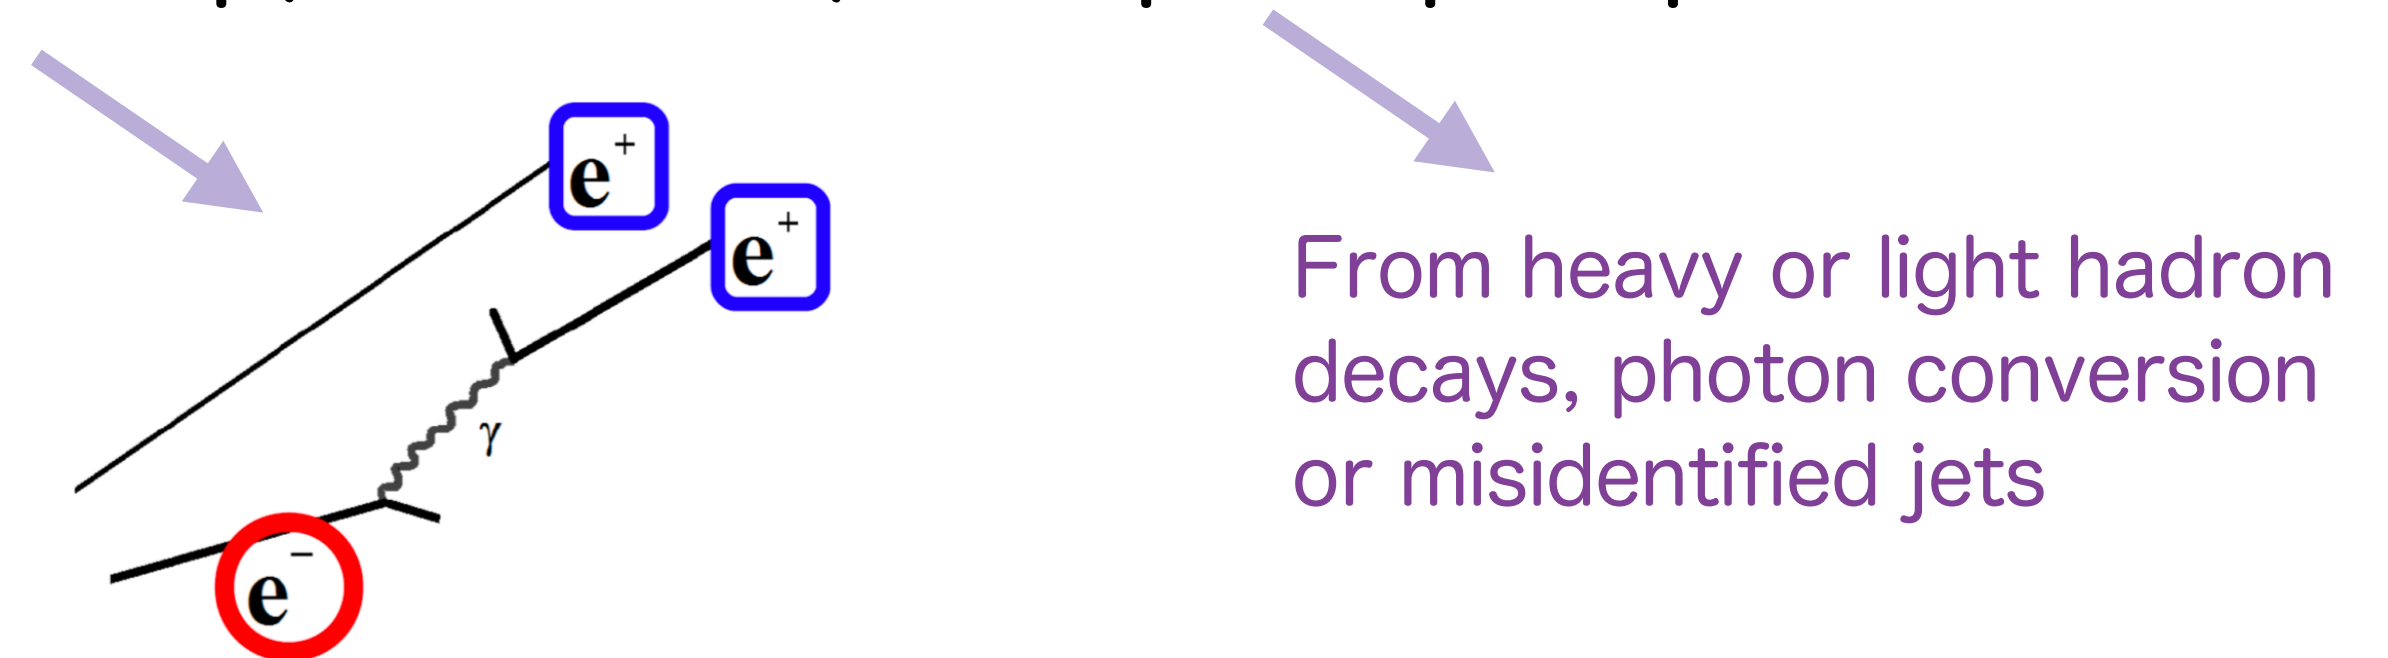 e⁺
e⁺
γ
e⁻
From heavy or light hadron
decays, photon conversion
or misidentified jets